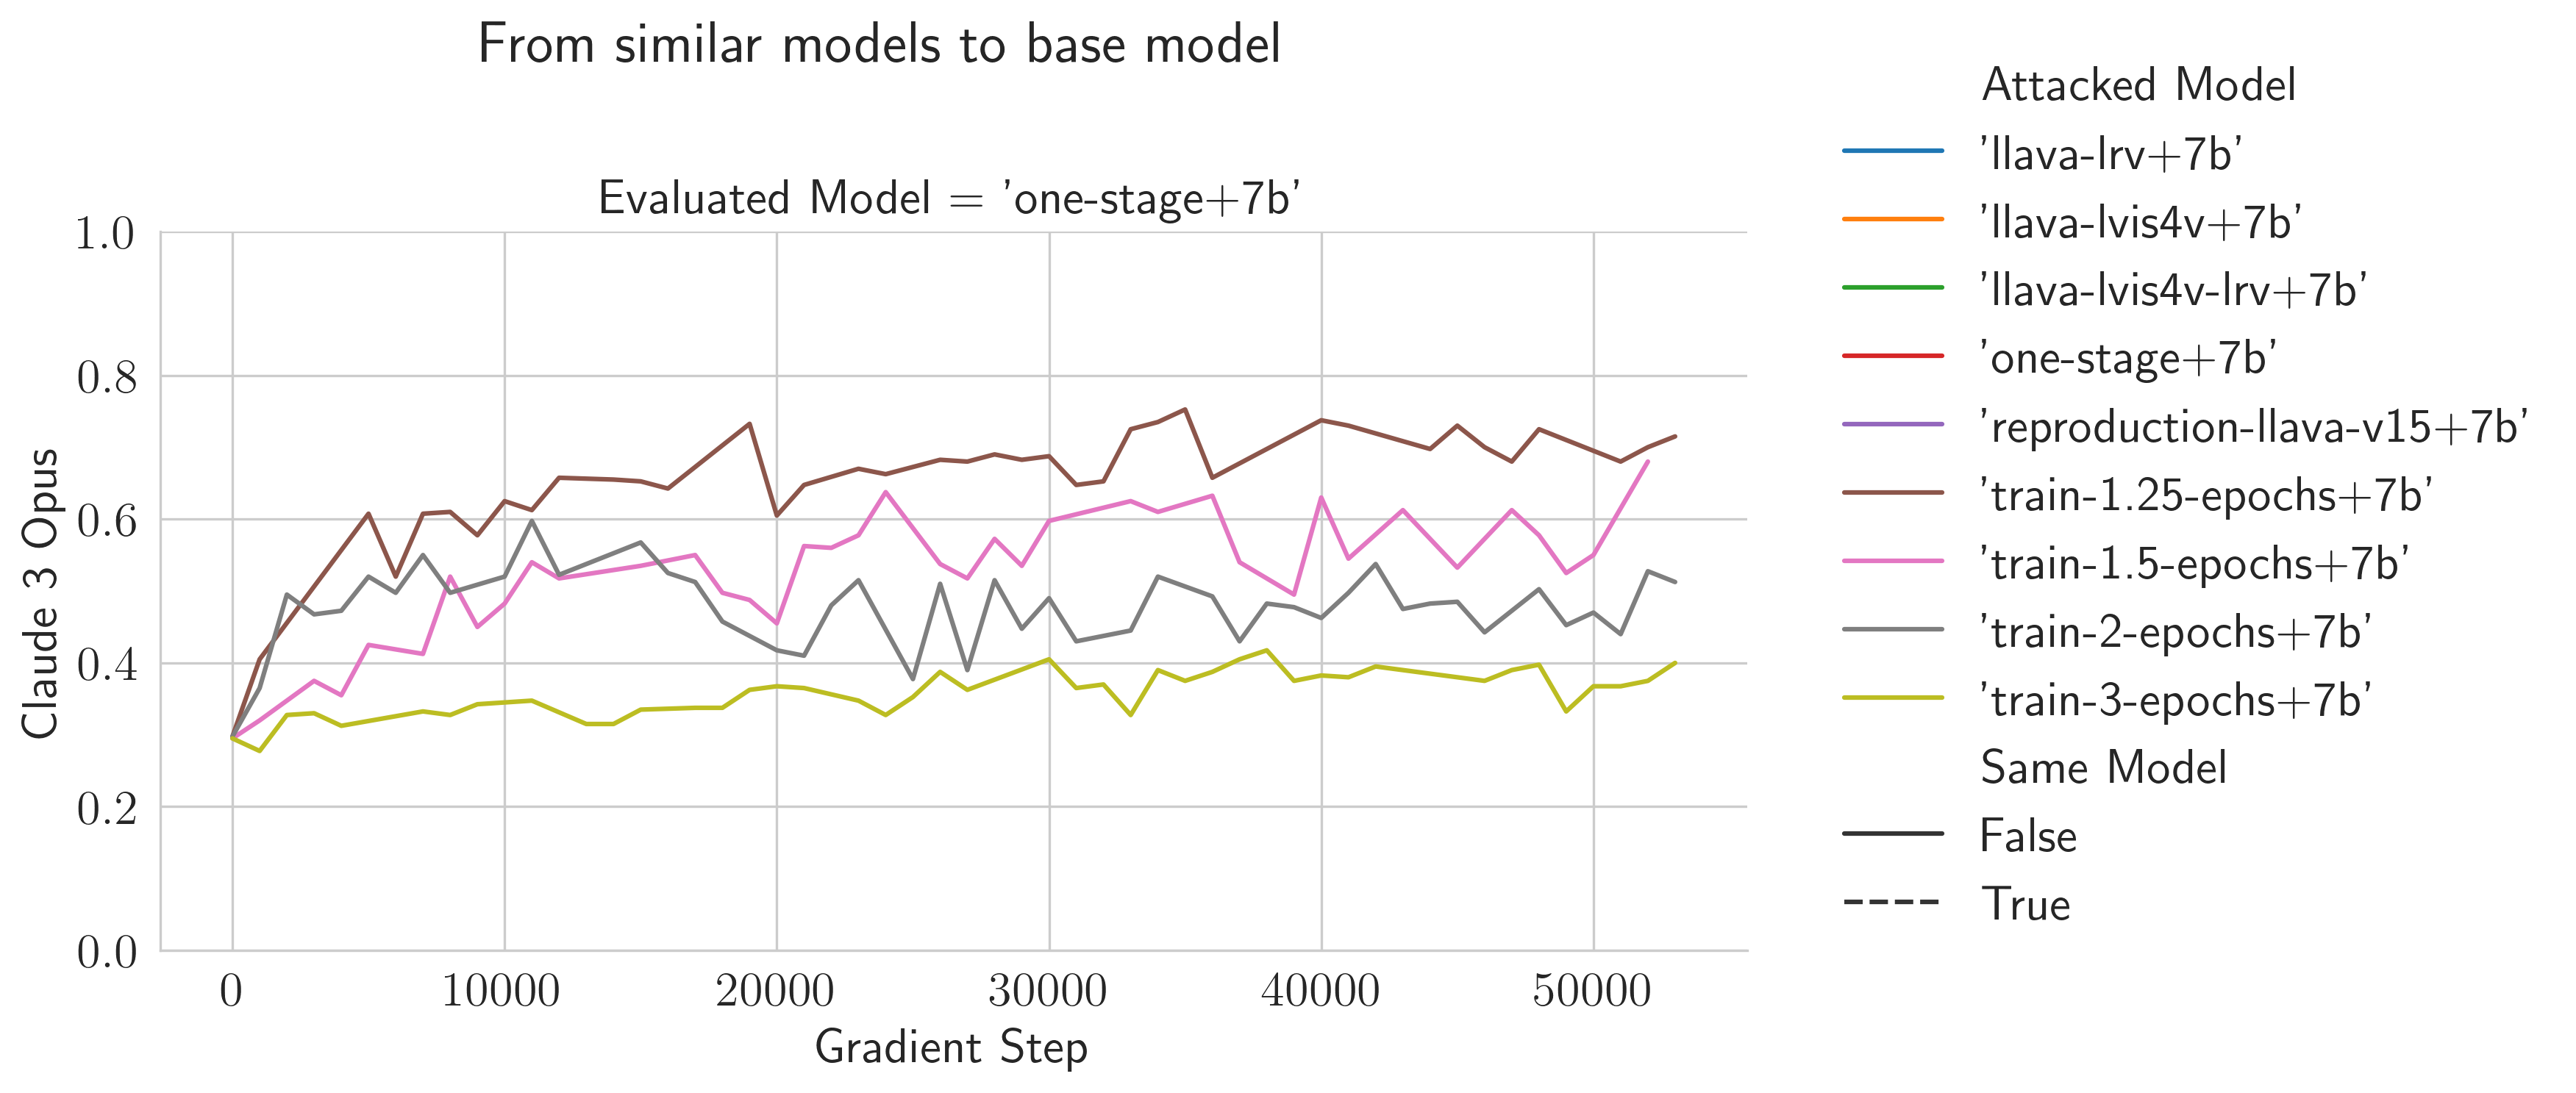 From similar models to base model
Evaluated Model = 'one-stage+7b'
1.0
0.8
0.6
0.4
0.2
0.0
Claude 3 Opus
0 10000 20000 30000 40000 50000
Gradient Step
Attacked Model
'llava-lrv+7b'
'llava-lvis4v+7b'
'llava-lvis4v-lrv+7b'
'one-stage+7b'
'reproduction-llava-v15+7b'
'train-1.25-epochs+7b'
'train-1.5-epochs+7b'
'train-2-epochs+7b'
'train-3-epochs+7b'
Same Model
False
True